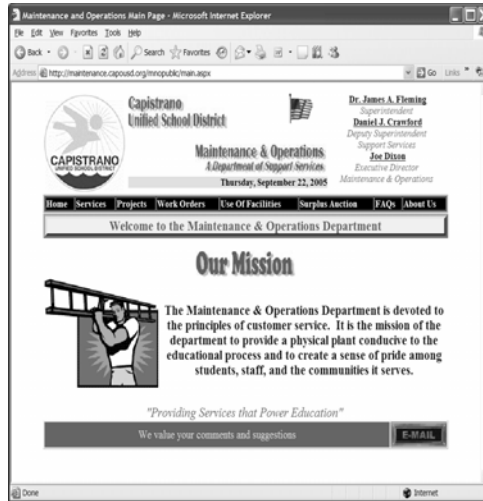 Maintenance and Operations Main Page - Microsoft Internet Explorer
File Edit View Favorites Tools Help
Back Search Favorites
Address http://maintenance.capousd.org/mnopublic/main.aspx Go Links
Capistrano
Unified School District
Maintenance & Operations
A Department of Support Services
Thursday, September 22, 2005
CAPISTRANO
UNIFIED SCHOOL DISTRICT
Dr. James A. Fleming
Superintendent
Daniel J. Crawford
Deputy Superintendent
Support Services
Joe Dixon
Executive Director
Maintenance & Operations
Home Services Projects Work Orders Use Of Facilities Surplus Auction FAQs About Us
Welcome to the Maintenance & Operations Department
Our Mission
The Maintenance & Operations Department is devoted to
the principles of customer service. It is the mission of the
department to provide a physical plant conducive to the
educational process and to create a sense of pride among
students, staff, and the communities it serves.
"Providing Services that Power Education"
We value your comments and suggestions E-MAIL
Done Internet